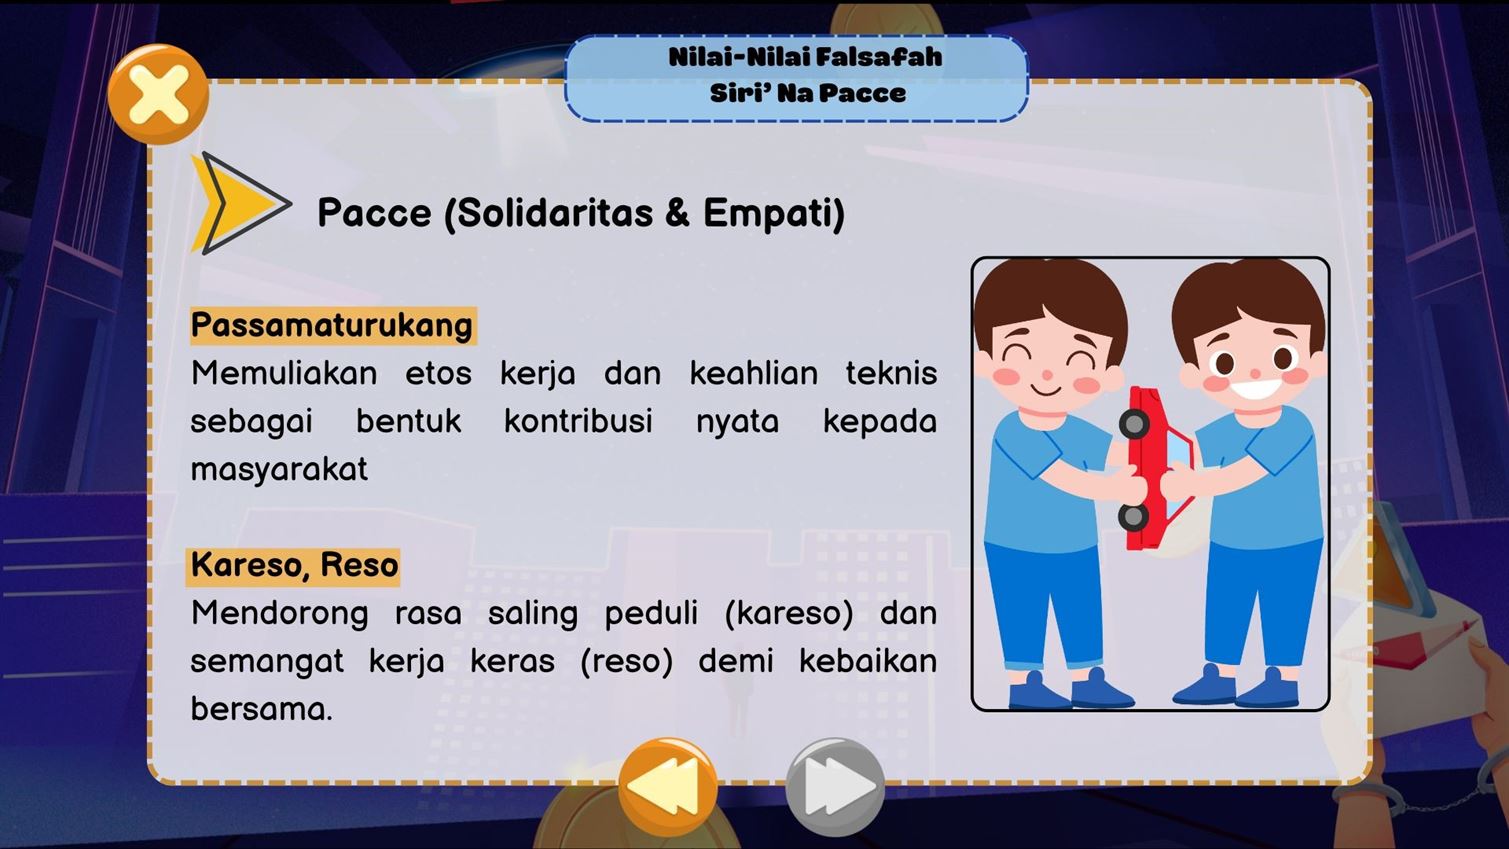 Nilai-Nilai Falsafah
Siri’ Na Pacce
Pacce (Solidaritas & Empati)
Passamaturukang
Memuliakan etos kerja dan keahlian teknis
sebagai bentuk kontribusi nyata kepada
masyarakat
Kareso, Reso
Mendorong rasa saling peduli (kareso) dan
semangat kerja keras (reso) demi kebaikan
bersama.